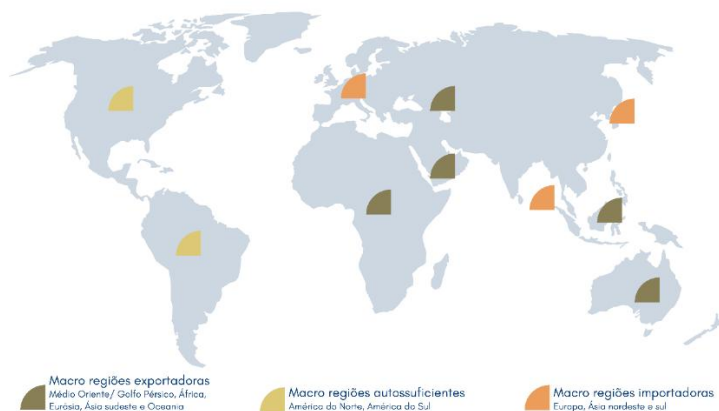 Macro regiões exportadoras
Médio Oriente/ Golfo Pérsico, África,
Eurásia, Ásia sudeste e Oceania
Macro regiões autossuficientes
América do Norte, América do Sul
Macro regiões importadoras
Europa, Ásia nordeste e sul